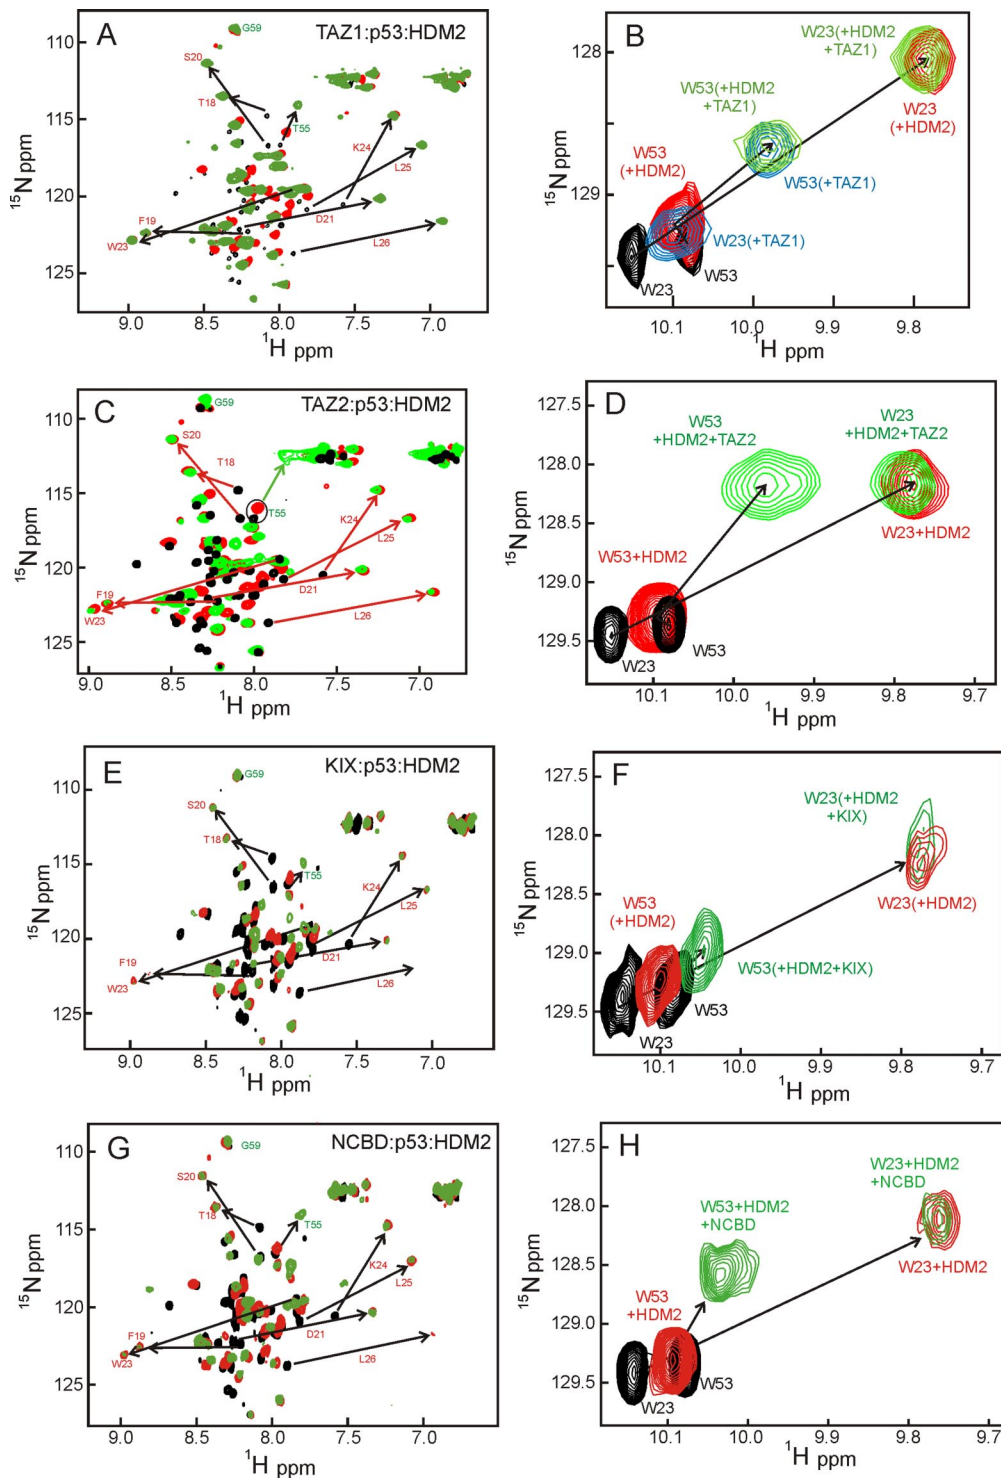 A
TAZ1:p53:HDM2
110
115
120
125
15N ppm
G59
S20
T18
T55
K24
L25
F19
D21
W23
L26
9.0 8.5 8.0 7.5 7.0
1H ppm
B
128
129
15N ppm
W23(+HDM2
+TAZ1)
W53(+HDM2
+TAZ1)
W23
(+HDM2)
W53
(+HDM2)
W53(+TAZ1)
W23(+TAZ1)
W53
W23
10.1 10.0 9.9 9.8
1H ppm
C
TAZ2:p53:HDM2
110
115
120
125
15N ppm
G59
S20
T18
T55
K24
L25
F19
D21
W23
L26
9.0 8.5 8.0 7.5 7.0
H ppm
D
127.5
128.0
128.5
129.0
129.5
15N ppm
W53
+HDM2+TAZ2
W23
+HDM2+TAZ2
W53+HDM2
W23+HDM2
W23
W53
10.1 10.0 9.9 9.8 9.7
1H ppm
E
KIX:p53:HDM2
110
115
120
125
15N ppm
G59
S20
T18
T55
K24
L25
F19
D21
W23
L26
9.0 8.5 8.0 7.5 7.0
1H ppm
F
127.5
128.0
128.5
129.0
129.5
15N ppm
W23(+HDM2
+KIX)
W53
(+HDM2)
W23(+HDM2)
W53(+HDM2+KIX)
W53
W23
10.1 10.0 9.9 9.8 9.7
1H ppm
G
NCBD:p53:HDM2
110
115
120
125
15N ppm
G59
S20
T18
T55
K24
L25
F19
D21
W23
L26
9.0 8.5 8.0 7.5 7.0
1H ppm
H
127.5
128.0
128.5
129.0
129.5
15N ppm
W23+HDM2
+NCBD
W53+HDM2
+NCBD
W23+HDM2
W53
+HDM2
W53
W23
10.1 10.0 9.9 9.8 9.7
1H ppm